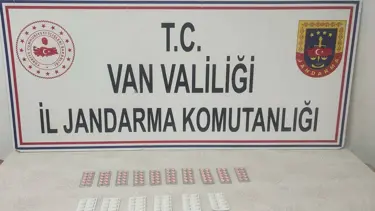 T.C.
VAN VALİLİĞİ
İL JANDARMA KOMUTANLIĞI
JANDARMA